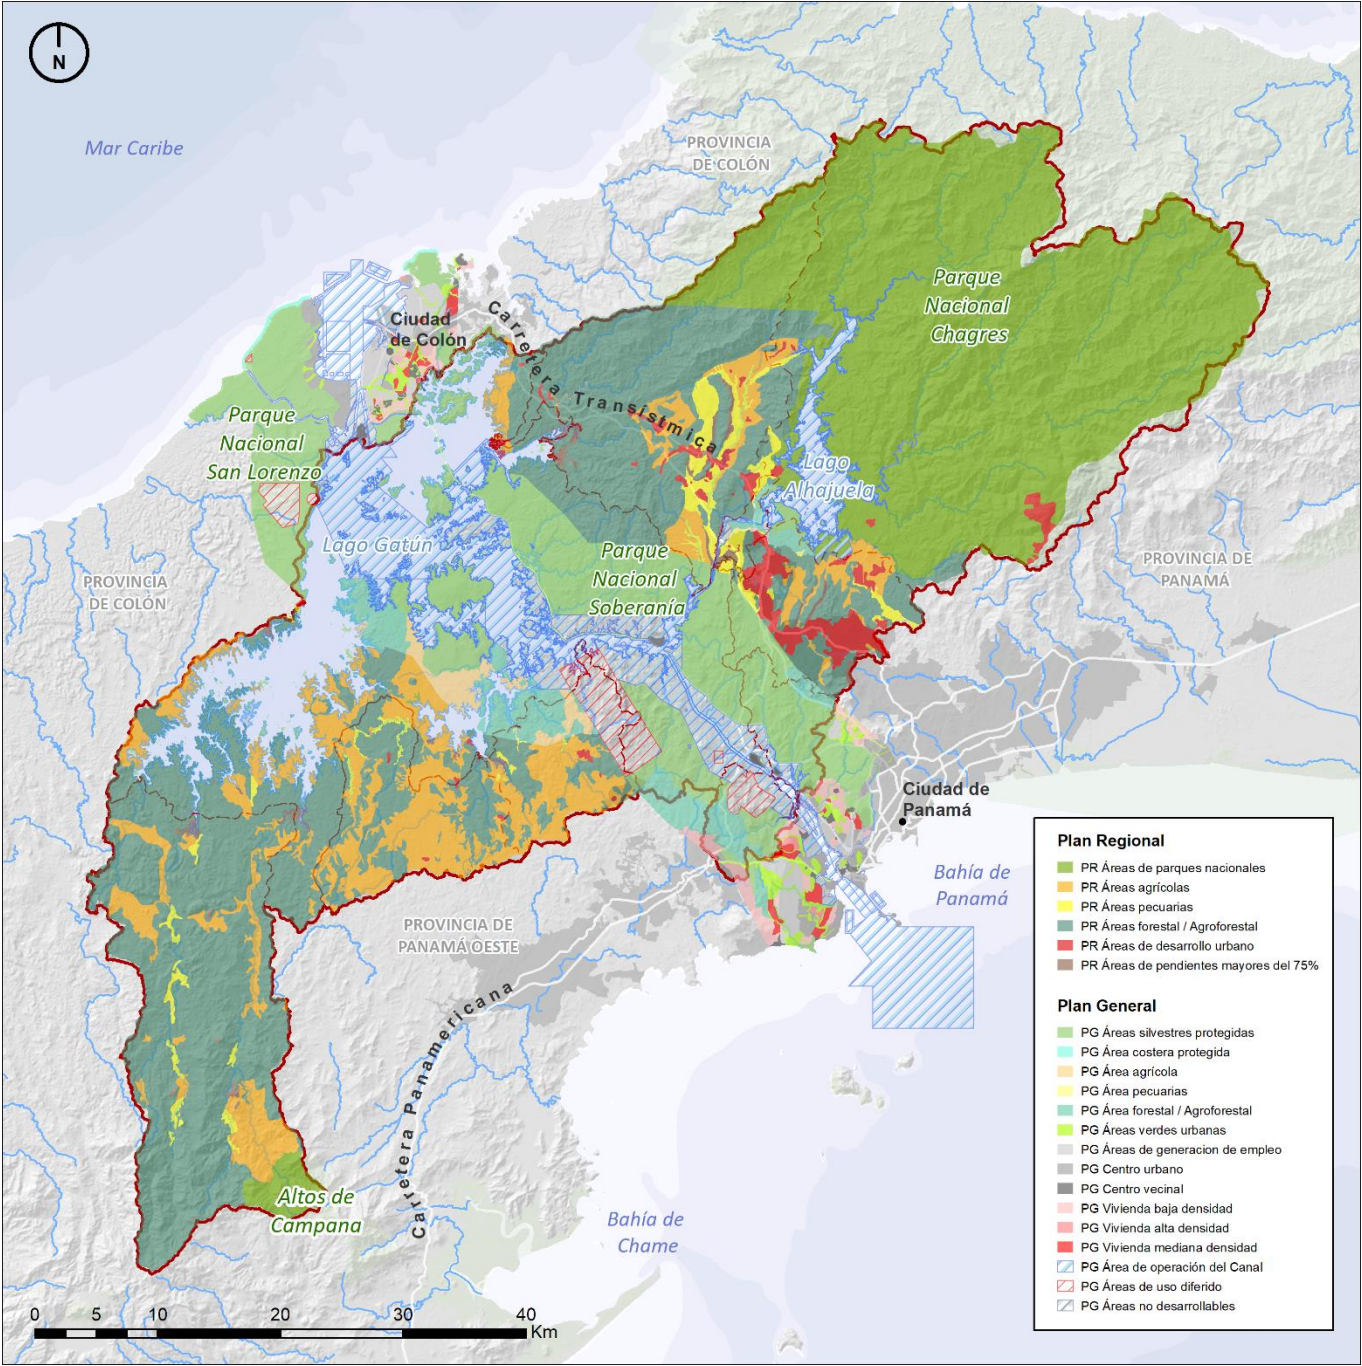 N
Mar Caribe
PROVINCIA
DE COLÓN
Parque
Nacional
Chagres
Ciudad
de Colón
Carretera Transístmica
Parque
Nacional
San Lorenzo
Lago
Alhajuela
Lago Gatún
Parque
Nacional
Soberanía
PROVINCIA
DE COLÓN
PROVINCIA DE
PANAMÁ
Ciudad de
Panamá
Bahía de
Panamá
PROVINCIA DE
PANAMÁ OESTE
Carretera Panamericana
Altos de
Campana
Bahía de
Chame
Plan Regional
PR Áreas de parques nacionales
PR Áreas agrícolas
PR Áreas pecuarias
PR Áreas forestal / Agroforestal
PR Áreas de desarrollo urbano
PR Áreas de pendientes mayores del 75%
Plan General
PG Áreas silvestres protegidas
PG Área costera protegida
PG Área agrícola
PG Área pecuarias
PG Área forestal / Agroforestal
PG Áreas verdes urbanas
PG Áreas de generacion de empleo
PG Centro urbano
PG Centro vecinal
PG Vivienda baja densidad
PG Vivienda alta densidad
PG Vivienda mediana densidad
PG Área de operación del Canal
PG Áreas de uso diferido
PG Áreas no desarrollables
0 5 10 20 30 40
Km